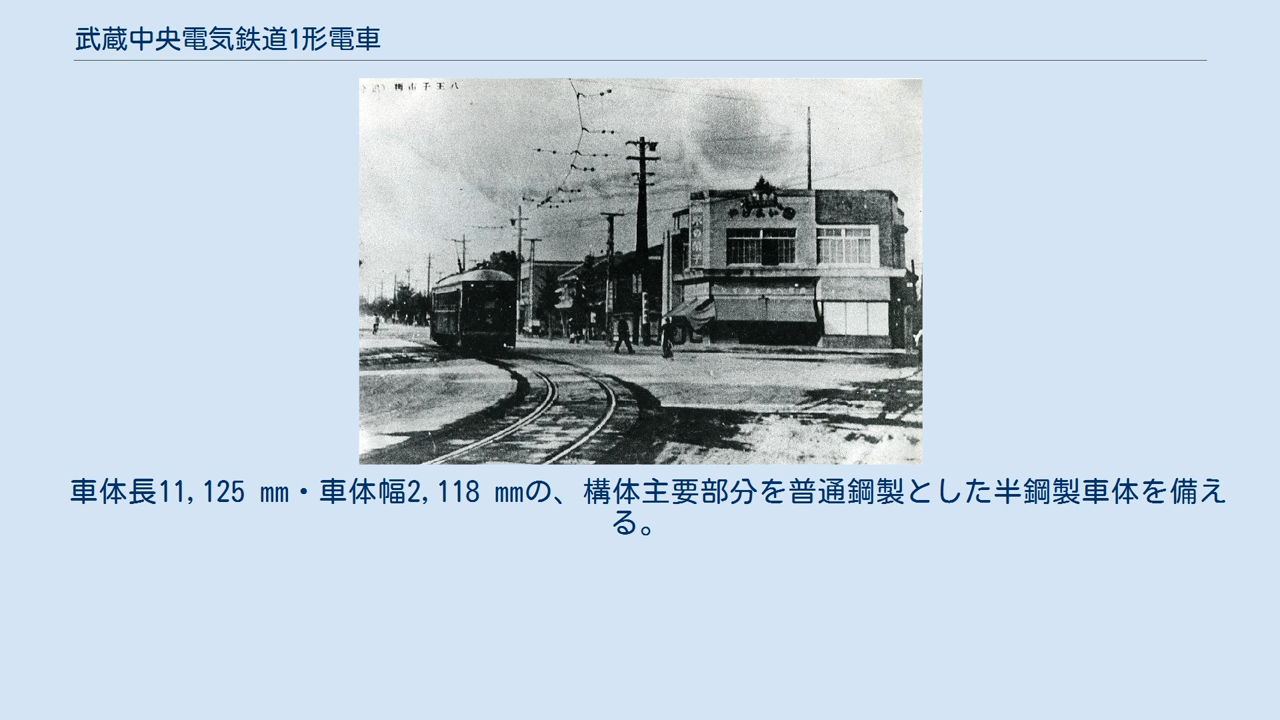 武蔵中央電気鉄道1形電車
八王子市
車体長11,125 mm・車体幅2,118 mmの、構体主要部分を普通鋼製とした半鋼製車体を備え
る。